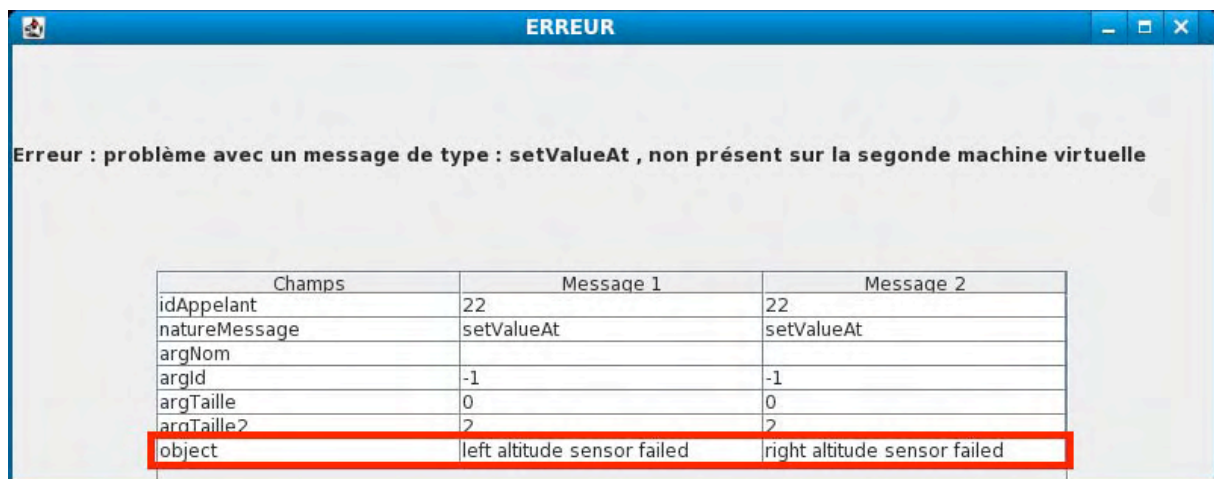 ERREUR
Erreur : problème avec un message de type : setValueAt , non présent sur la segonde machine virtuelle
Champs Message 1 Message 2
idAppelant 22 22
natureMessage setValueAt setValueAt
argNom
argId -1 -1
argTaille 0 0
argTaille2 2 2
object left altitude sensor failed right altitude sensor failed